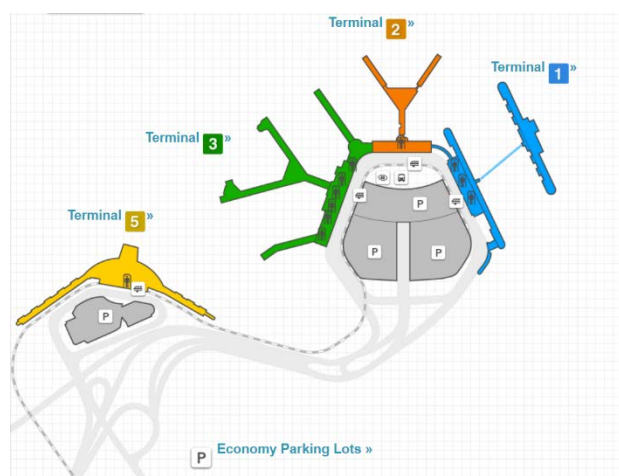 Terminal 2 »
Terminal 1 »
Terminal 3 »
P
P
P
Terminal 5 »
P
P Economy Parking Lots »